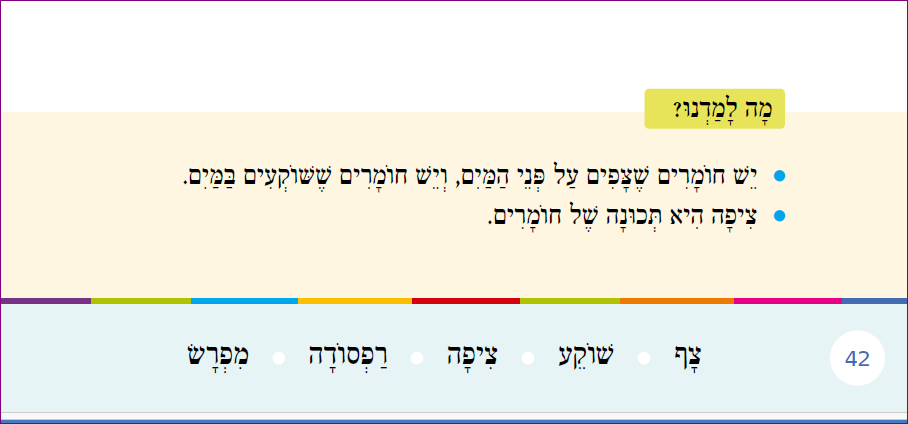 מָה לָמַדְנוּ?
יֵשׁ חוֹמָרִים שֶׁצָּפִים עַל פְּנֵי הַמַּיִם, וְיֵשׁ חוֹמָרִים שֶׁשּׁוֹקְעִים בַּמַּיִם.
צִיפָה הִיא תְּכוּנָה שֶׁל חוֹמָרִים.
צָף שׁוֹקֵעַ צִיפָה רַפְסוֹדָה מִפְרָשׂ
42